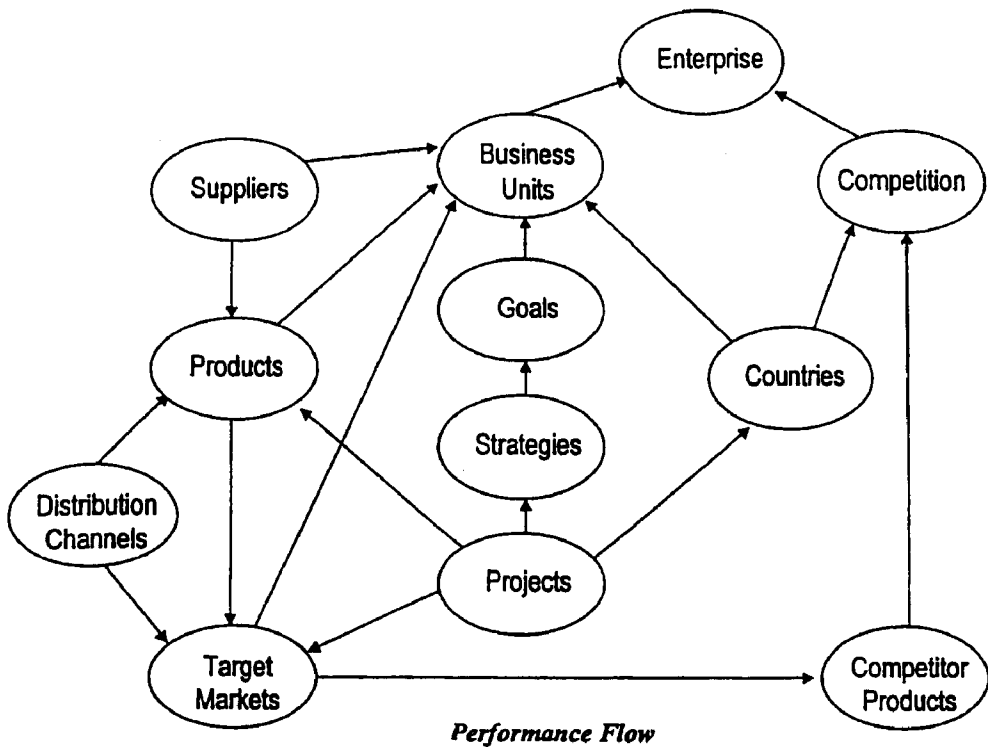 Enterprise
Business
Units
Suppliers
Competition
Goals
Products
Countries
Strategies
Distribution
Channels
Projects
Target
Markets
Competitor
Products
Performance Flow